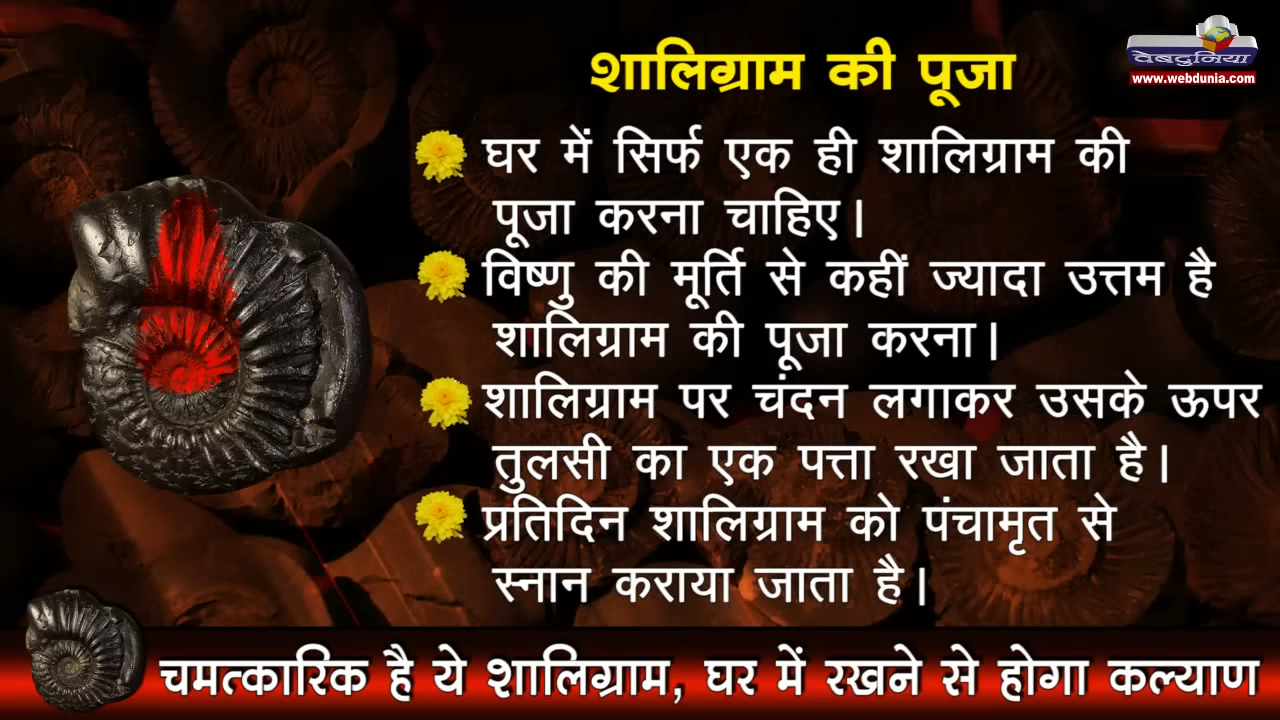 शालिग्राम की पूजा
वेबदुनिया
www.webdunia.com
घर में सिर्फ एक ही शालिग्राम की
पूजा करना चाहिए।
विष्णु की मूर्ति से कहीं ज्यादा उत्तम है
शालिग्राम की पूजा करना।
शालिग्राम पर चंदन लगाकर उसके ऊपर
तुलसी का एक पत्ता रखा जाता है।
प्रतिदिन शालिग्राम को पंचामृत से
स्नान कराया जाता है।
चमत्कारिक है ये शालिग्राम, घर में रखने से होगा कल्याण